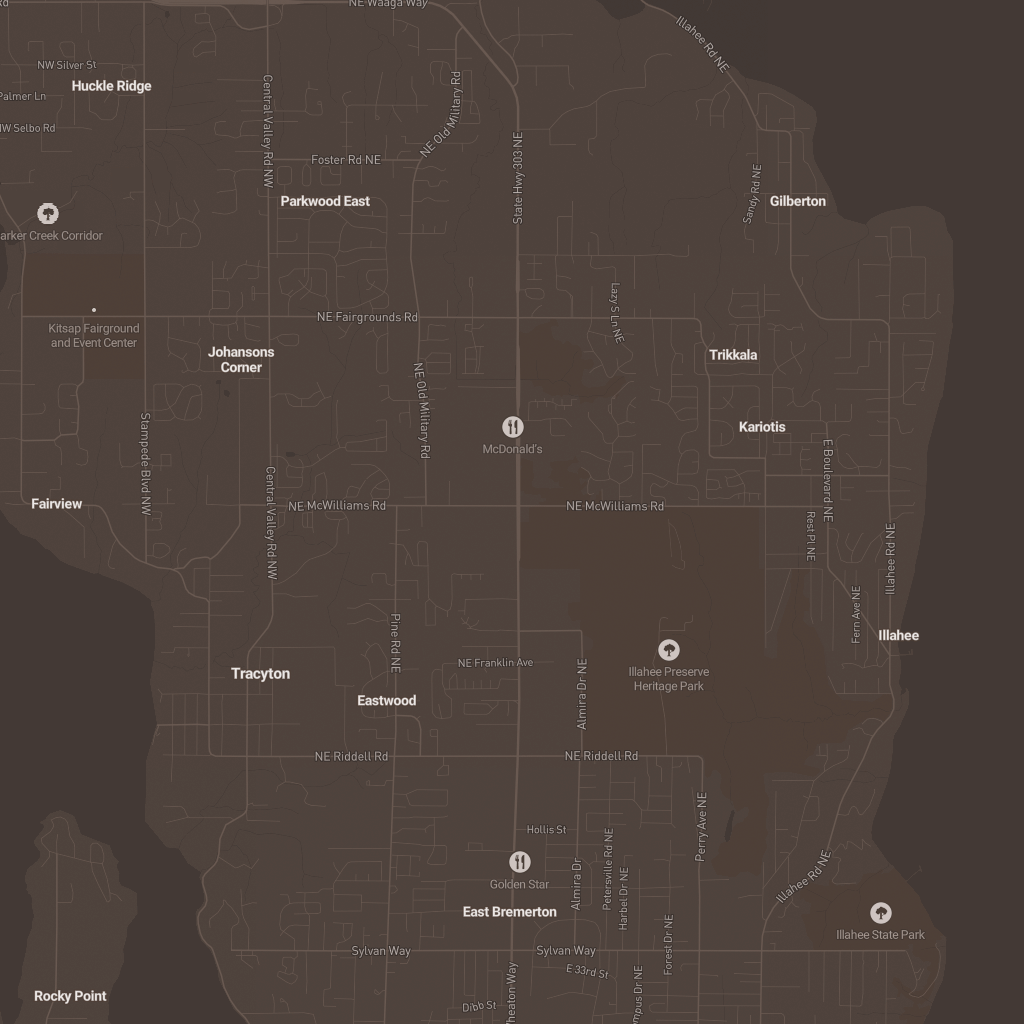 NE Waaga Way
Illahee Rd NE
NW Silver St
Huckle Ridge
Palmer Ln
NW Selbo Rd
Central Valley Rd NW
NE Old Military Rd
Foster Rd NE
State Hwy 303 NE
Sandy Rd NE
Parkwood East
Gilberton
arker Creek Corridor
Lazy S Ln NE
NE Fairgrounds Rd
Kitsap Fairground
and Event Center
Johansons
Corner
Trikkala
NE Old Military Rd
Kariotis
McDonald's
Stampede Blvd NW
Central Valley Rd NW
E Boulevard NE
Fairview
NE McWilliams Rd
NE McWilliams Rd
Rest Pl NE
Illahee Rd NE
Fern Ave NE
Illahee
Pine Rd NE
NE Franklin Ave
Tracyton
Almira Dr NE
Illahee Preserve
Heritage Park
Eastwood
NE Riddell Rd
NE Riddell Rd
Perry Ave NE
Hollis St
Golden Star
Almira Dr
Petersville Rd NE
Harbel Dr NE
Illahee Rd NE
East Bremerton
Illahee State Park
Forest Dr NE
Sylvan Way
Sylvan Way
E 33rd St
Rocky Point
Dibb St
heaton Way
mpus Dr NE